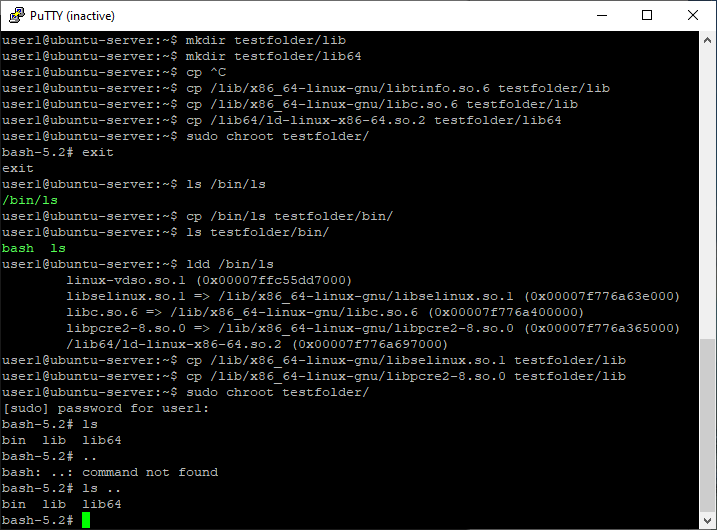 PuTTY (inactive)
user1@ubuntu-server:~$ mkdir testfolder/lib
user1@ubuntu-server:~$ mkdir testfolder/lib64
user1@ubuntu-server:~$ cp ^C
user1@ubuntu-server:~$ cp /lib/x86_64-linux-gnu/libtinfo.so.6 testfolder/lib
user1@ubuntu-server:~$ cp /lib/x86_64-linux-gnu/libc.so.6 testfolder/lib
user1@ubuntu-server:~$ cp /lib64/ld-linux-x86-64.so.2 testfolder/lib64
user1@ubuntu-server:~$ sudo chroot testfolder/
bash-5.2# exit
exit
user1@ubuntu-server:~$ ls /bin/ls
/bin/ls
user1@ubuntu-server:~$ cp /bin/ls testfolder/bin/
user1@ubuntu-server:~$ ls testfolder/bin/
bash  ls
user1@ubuntu-server:~$ ldd /bin/ls
        linux-vdso.so.1 (0x00007ffc55dd7000)
        libselinux.so.1 => /lib/x86_64-linux-gnu/libselinux.so.1 (0x00007f776a63e000)
        libc.so.6 => /lib/x86_64-linux-gnu/libc.so.6 (0x00007f776a400000)
        libpcre2-8.so.0 => /lib/x86_64-linux-gnu/libpcre2-8.so.0 (0x00007f776a365000)
        /lib64/ld-linux-x86-64.so.2 (0x00007f776a697000)
user1@ubuntu-server:~$ cp /lib/x86_64-linux-gnu/libselinux.so.1 testfolder/lib
user1@ubuntu-server:~$ cp /lib/x86_64-linux-gnu/libpcre2-8.so.0 testfolder/lib
user1@ubuntu-server:~$ sudo chroot testfolder/
[sudo] password for user1:
bash-5.2# ls
bin  lib  lib64
bash-5.2# ..
bash: ..: command not found
bash-5.2# ls ..
bin  lib  lib64
bash-5.2#